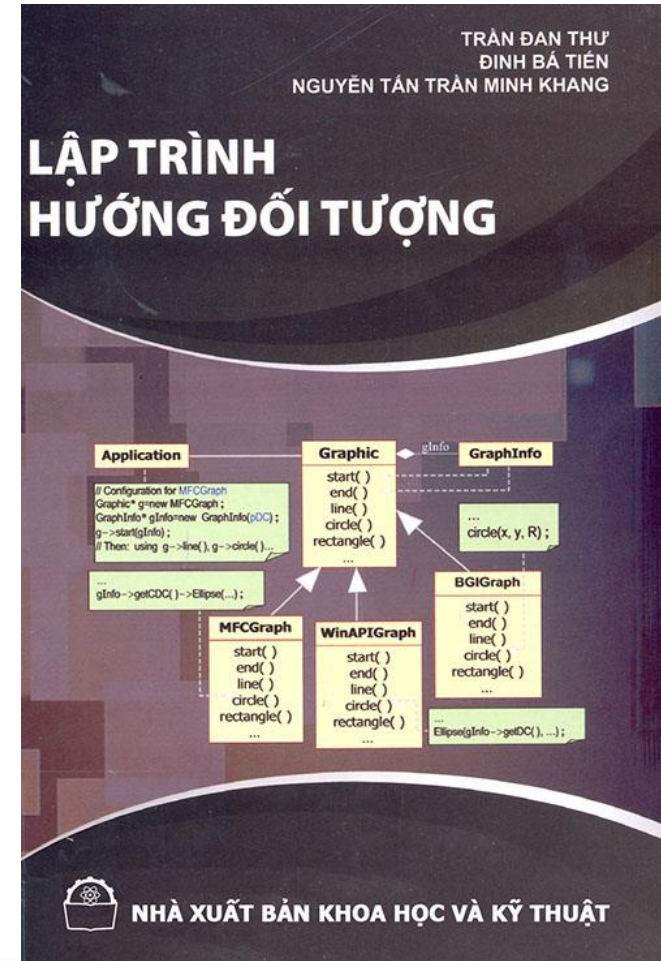 TRẦN ĐAN THƯ
ĐINH BÁ TIẾN
NGUYỄN TẤN TRẦN MINH KHANG
LẬP TRÌNH
HƯỚNG ĐỐI TƯỢNG
Application
// Configuration for MFCGraph
Graphic* g=new MFCGraph ;
GraphInfo* gInfo=new GraphInfo(pDC) ;
g->start(gInfo) ;
// Then: using g->line( ), g->circle( )...
...
gInfo->getCDC( )->Ellipse(...) ;
Graphic
start( )
end( )
line( )
circle( )
rectangle( )
...
gInfo
GraphInfo
...
circle(x, y, R) ;
MFCGraph
start( )
end( )
line( )
circle( )
rectangle( )
...
WinAPIGraph
start( )
end( )
line( )
circle( )
rectangle( )
...
BGIGraph
start( )
end( )
line( )
circle( )
rectangle( )
...
...
Ellipse(gInfo->getDC( ), ...) ;
NHÀ XUẤT BẢN KHOA HỌC VÀ KỸ THUẬT